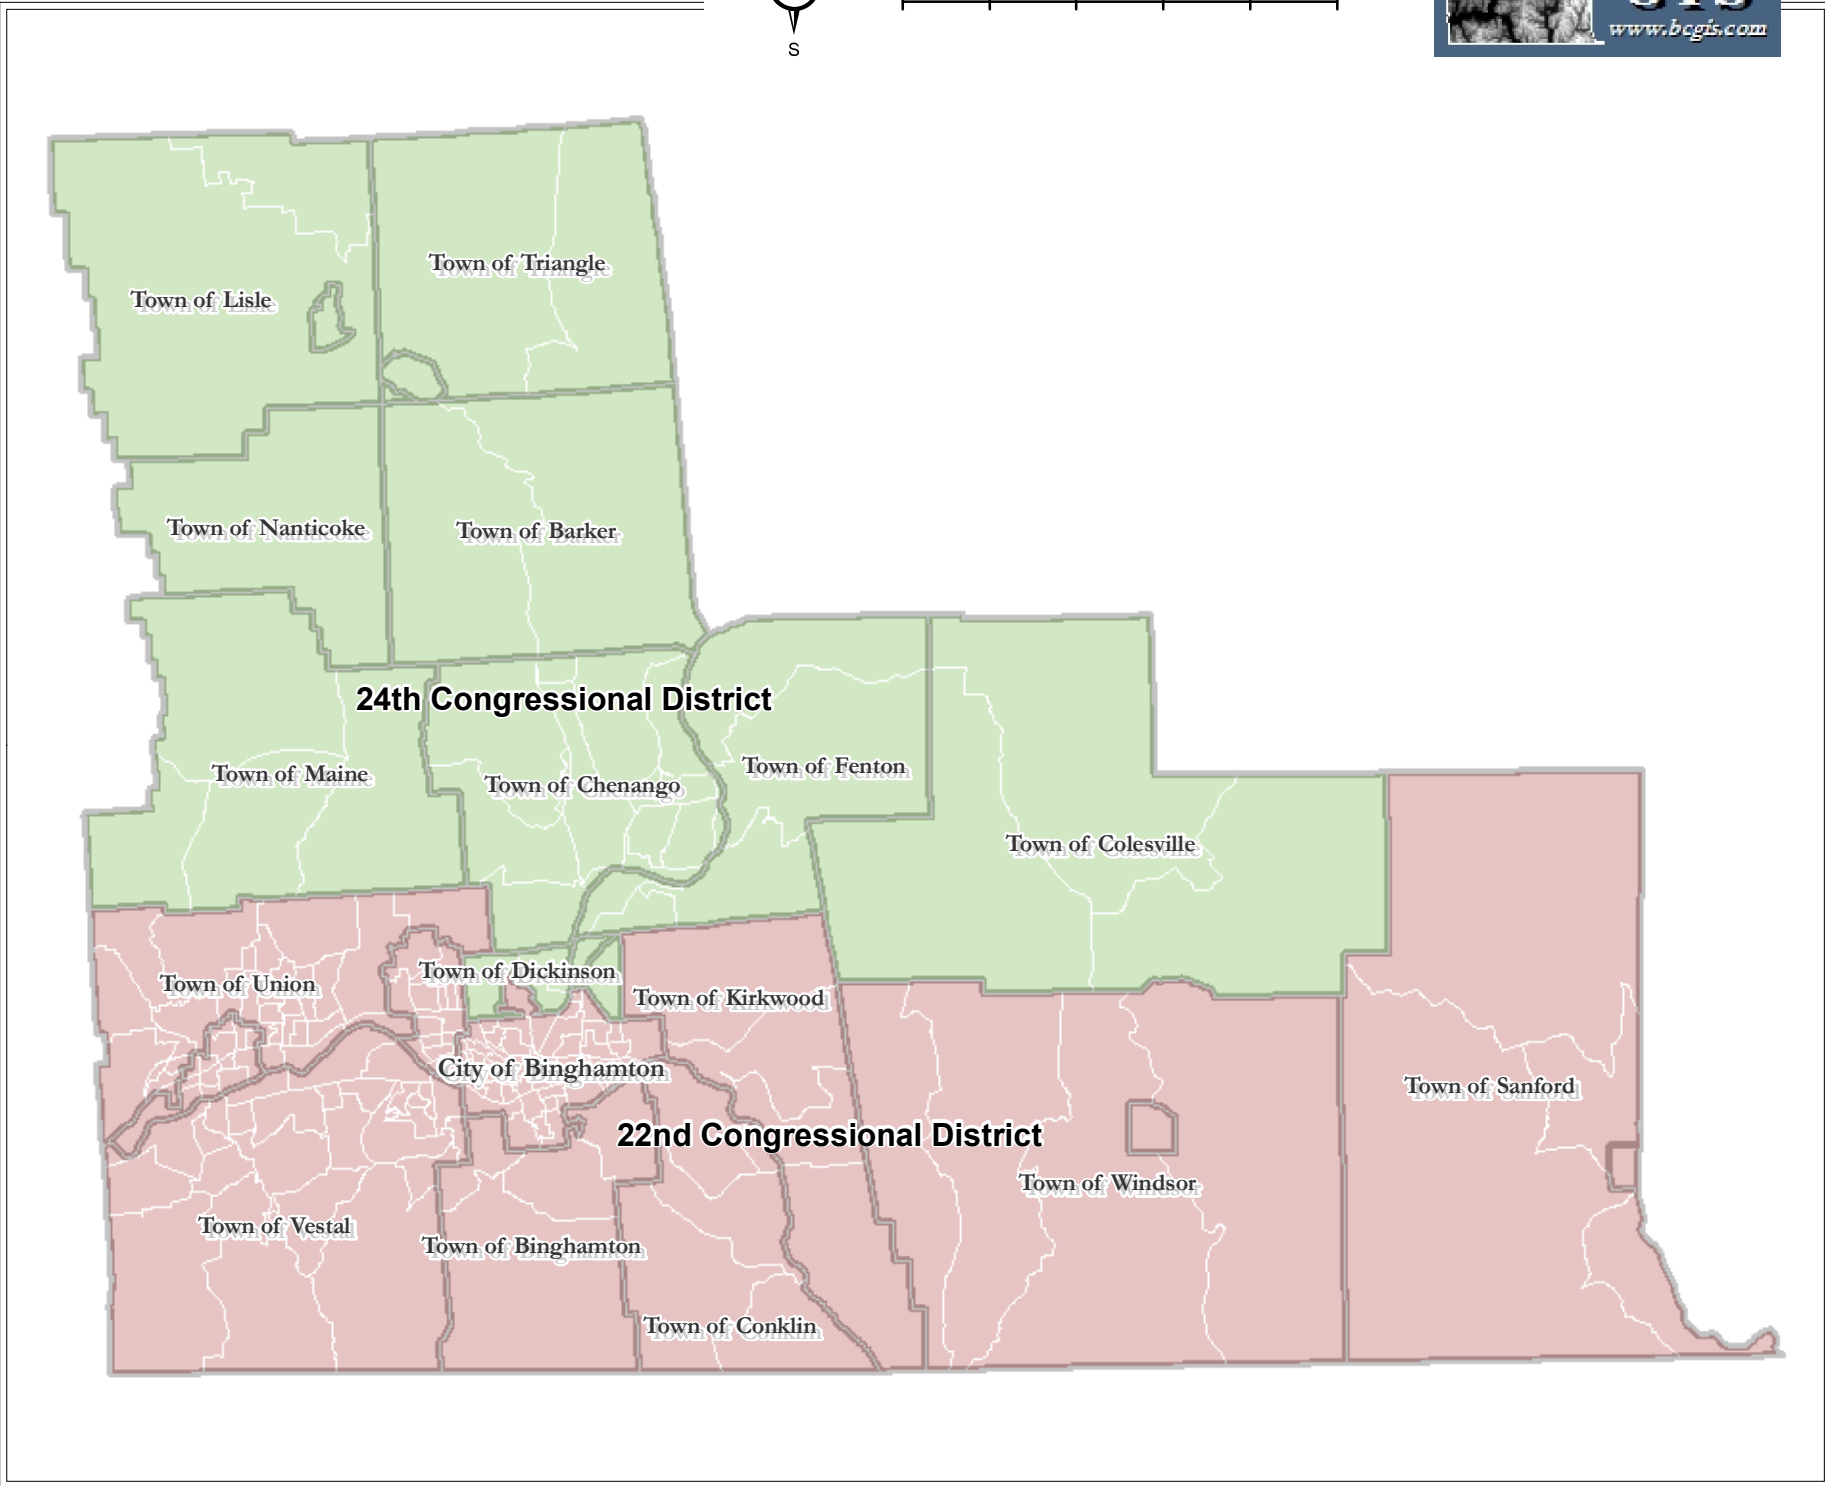 S
www.bcgis.com
Town of Triangle
Town of Lisle
Town of Nanticoke
Town of Barker
24th Congressional District
Town of Fenton
Town of Maine
Town of Chenango
Town of Colesville
Town of Dickinson
Town of Union
Town of Kirkwood
City of Binghamton
Town of Sanford
22nd Congressional District
Town of Windsor
Town of Vestal
Town of Binghamton
Town of Conklin